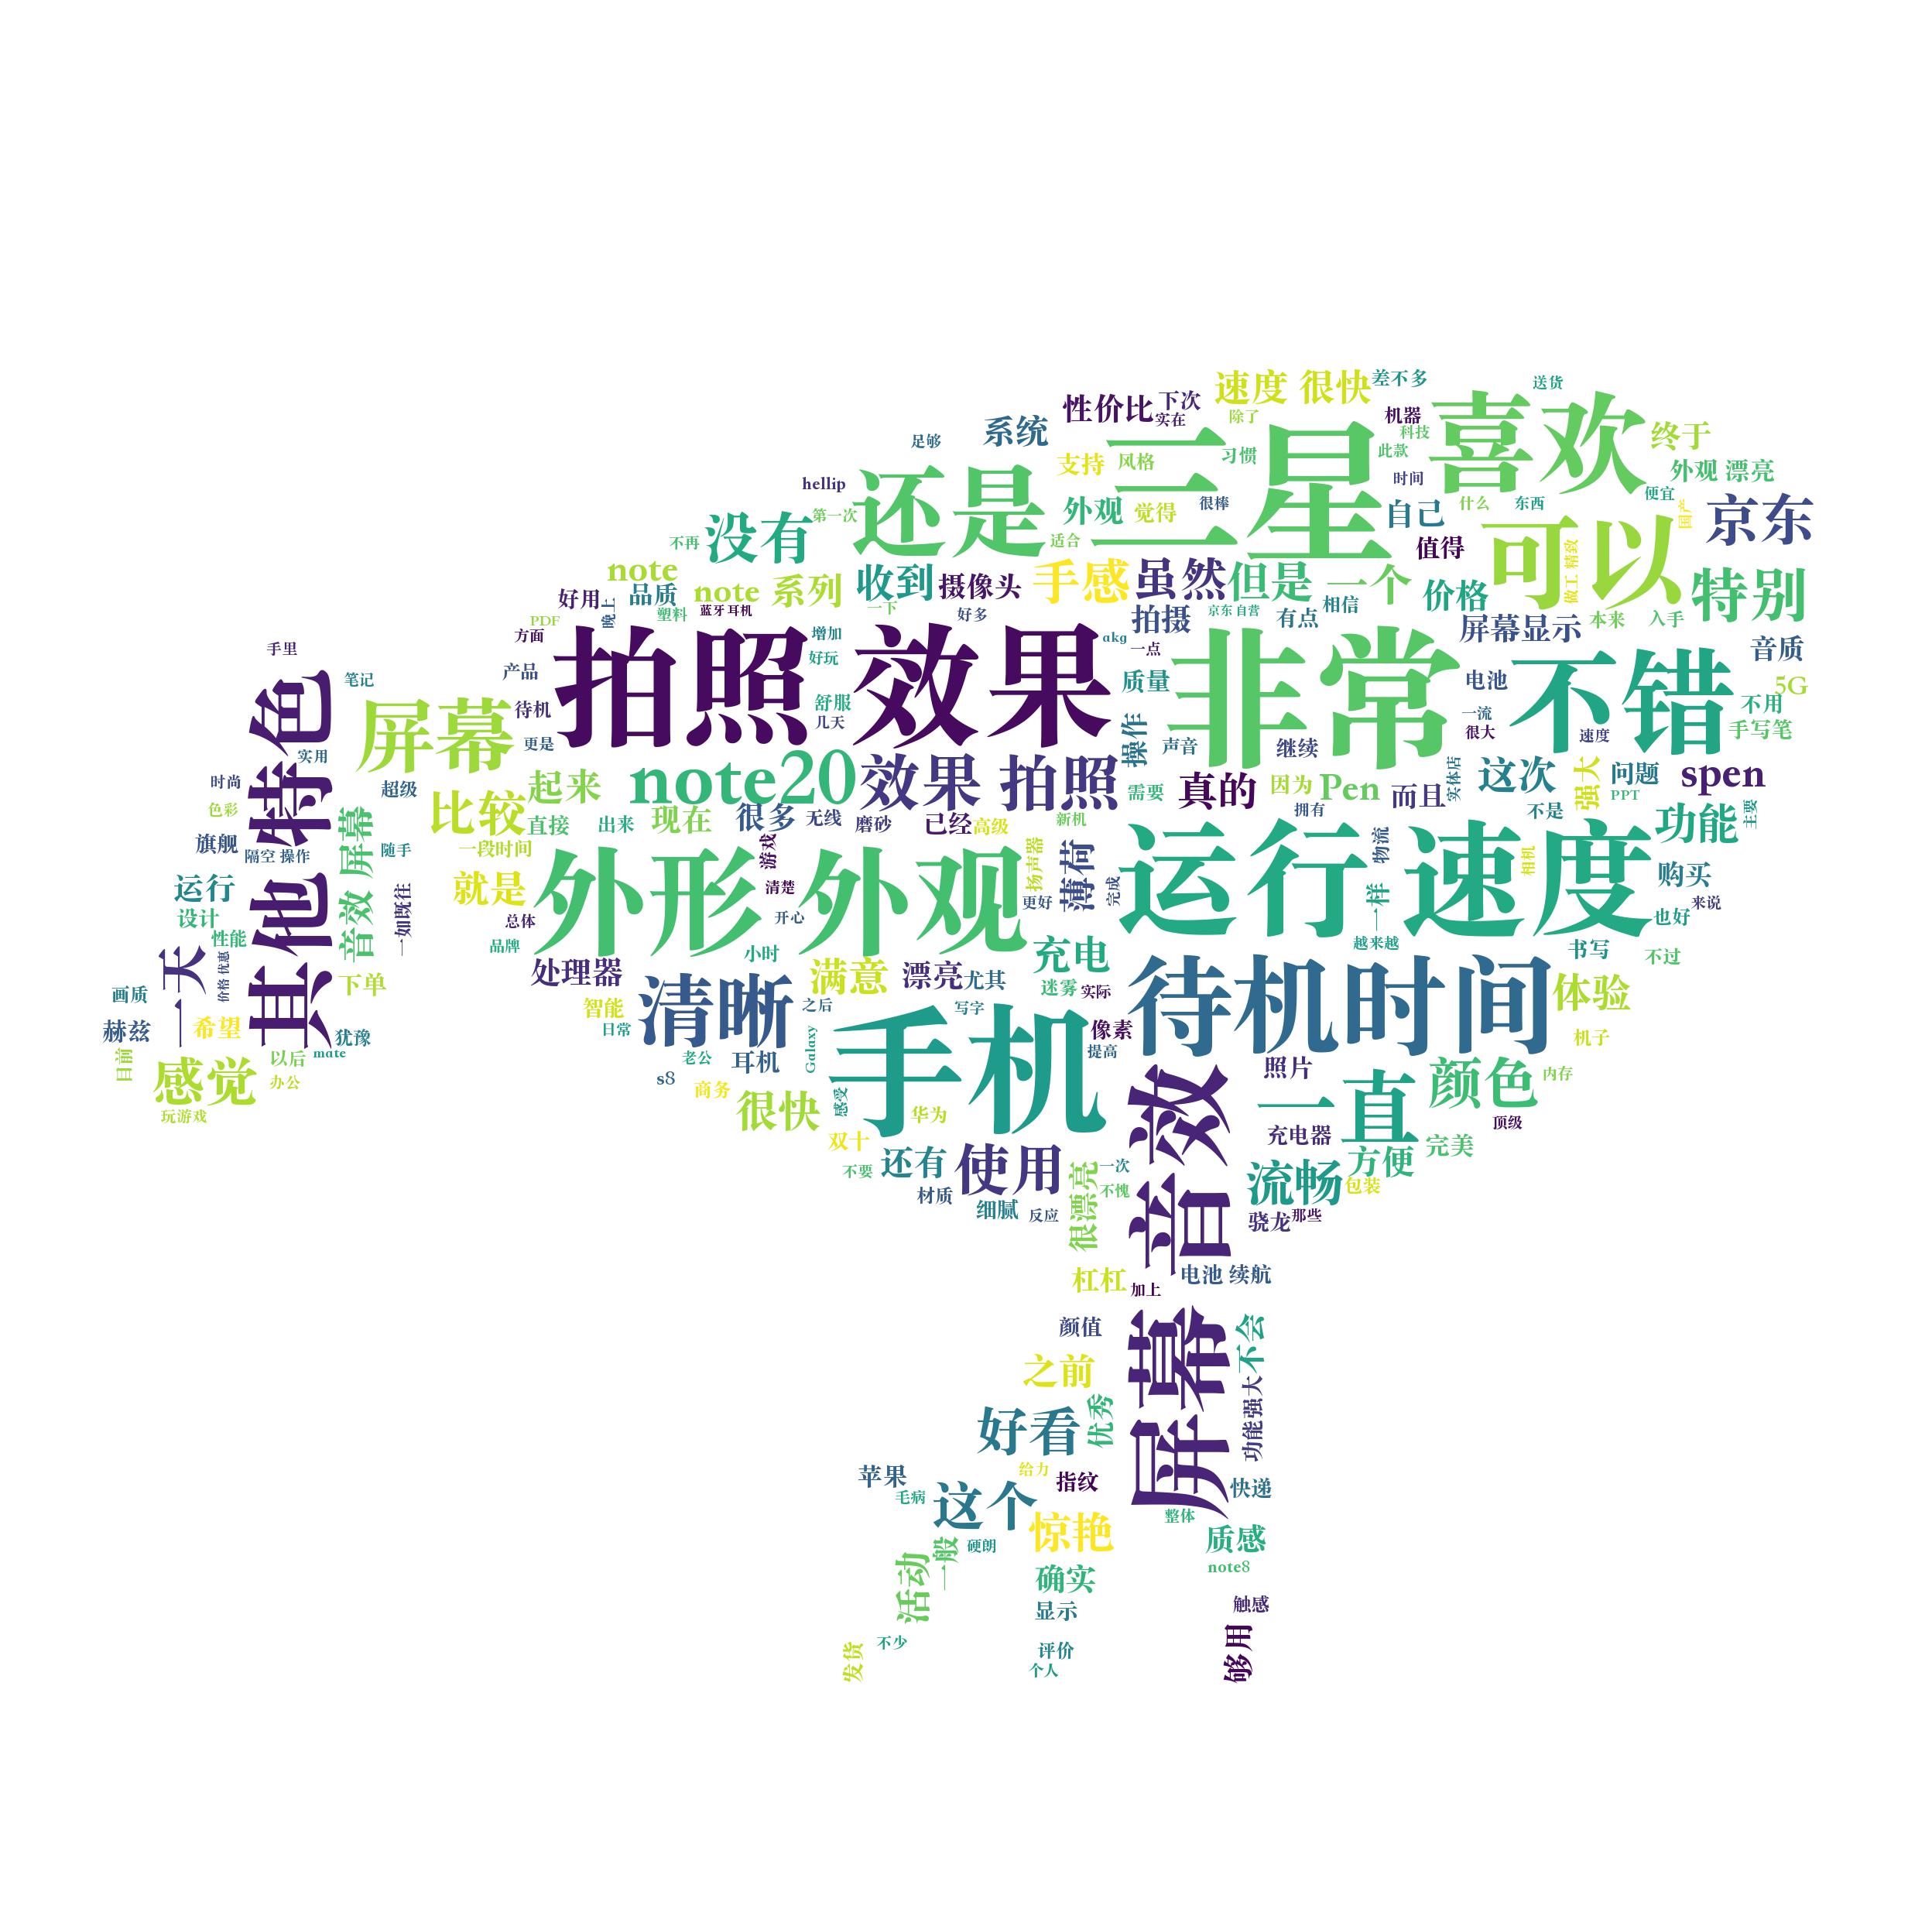 速度 很快
差不多
送货
性价比
下次
实在
除了
机器
科技
喜欢
终于
足够
系统
三星
支持
风格
习惯
此款
时间
外观 漂亮
hellip
还是
外观
觉得
很棒
自己
什么
东西
便宜
国产
京东
没有
第一次
不再
适合
值得
可以
做工 精致
特别
note
note 系列
收到
摄像头
手感
虽然
但是
一个
价格
好用
晚上
品质
塑料
蓝牙耳机
一下
好多
拍摄
京东 自营
有点
相信
屏幕显示
本来
入手
PDF
方面
增加
akg
一点
音质
手里
拍照 效果
非常
不错
产品
好玩
质量
电池
5G
笔记
待机
舒服
几天
一流
不用
其他特色
屏幕
更是
操作
声音
继续
很大
速度
手写笔
实用
note20
效果 拍照
时尚
超级
起来
需要
真的
因为
Pen
而且
实体店
这次
强大
问题
PPT
spen
色彩
比较
直接
出来
现在
很多
无线
磨砂
已经
高级
新机
拥有
不是
功能
主要
旗舰
隔空 操作
音效 屏幕
随手
一段时间
游戏
扬声器
薄荷
物流
相机
运行
就是
外形 外观
清楚
更好
完成
运行 速度
一样
购买
设计
一如既往
总体
开心
来说
性能
品牌
小时
充电
越来越
书写
也好
不过
一天
价格 优惠
下单
处理器
满意
漂亮
尤其
迷雾
实际
待机时间
体验
画质
赫兹
希望
犹豫
智能
日常
清晰
之后
写字
像素
提高
机子
目前
感觉
以后
mate
办公
老公
耳机
Galaxy
手机
照片
颜色
内存
玩游戏
s8
商务
很快
感受
华为
一直
充电器
顶级
双十
不要
还有
使用
方便
完美
材质
细腻
反应
很漂亮
一次
不愧
屏幕 音效
流畅
包装
骁龙
那些
杠杠
加上
电池 续航
颜值
不会
之前
功能强大
好看
优秀
苹果
给力
指纹
快递
毛病
这个
惊艳
整体
质感
一般
硬朗
note8
活动
确实
显示
触感
不少
评价
够用
发货
个人